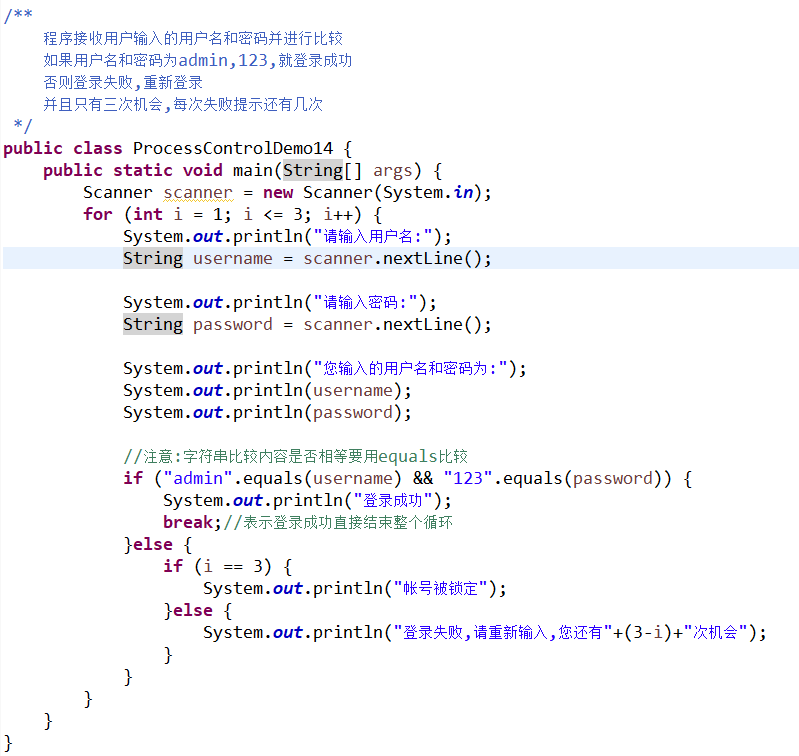 /**
程序接收用户输入的用户名和密码并进行比较
如果用户名和密码为admin,123,就登录成功
否则登录失败,重新登录
并且只有三次机会,每次失败提示还有几次
*/
public class ProcessControlDemo14 {
public static void main(String[] args) {
Scanner scanner = new Scanner(System.in);
for (int i = 1; i <= 3; i++) {
System.out.println("请输入用户名:");
String username = scanner.nextLine();
System.out.println("请输入密码:");
String password = scanner.nextLine();
System.out.println("您输入的用户名和密码为:");
System.out.println(username);
System.out.println(password);
//注意:字符串比较内容是否相等要用equals比较
if ("admin".equals(username) && "123".equals(password)) {
System.out.println("登录成功");
break;//表示登录成功直接结束整个循环
}else {
if (i == 3) {
System.out.println("帐号被锁定");
}else {
System.out.println("登录失败,请重新输入,您还有"+(3-i)+"次机会");
}
}
}
}
}